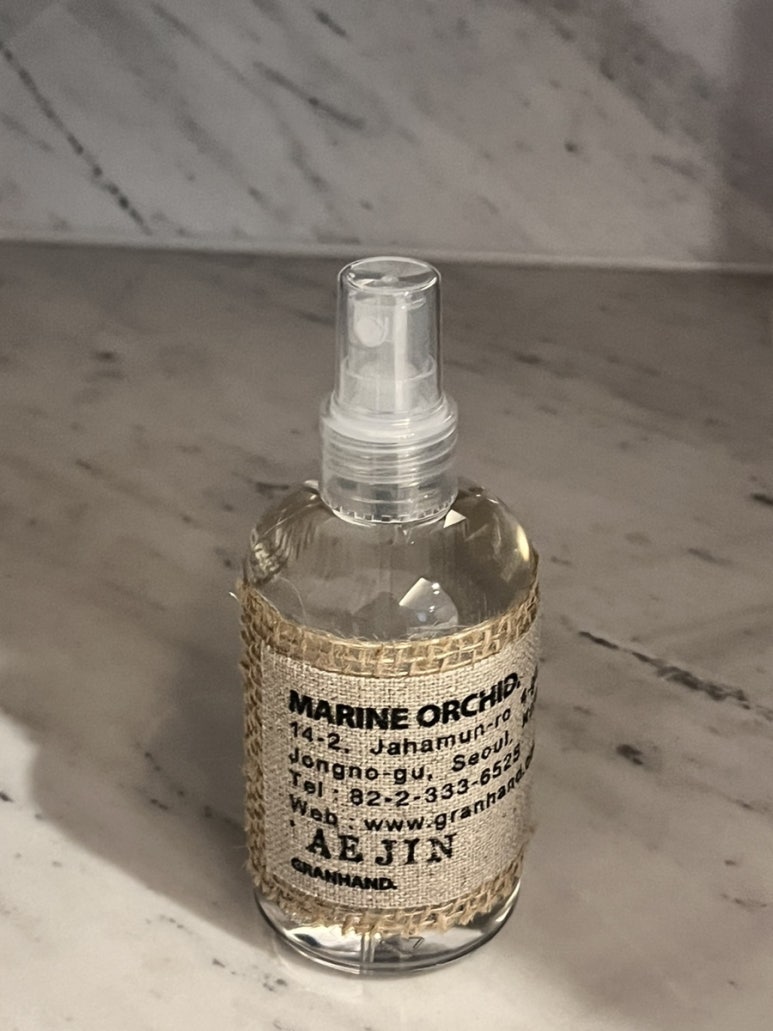 MARINE ORCHID.
14-2, Jahamun-ro
Jongno-gu, Seoul,
Tel : 82-2-333-6525
Web : www.granhand.
AEJIN
GRANHAND.